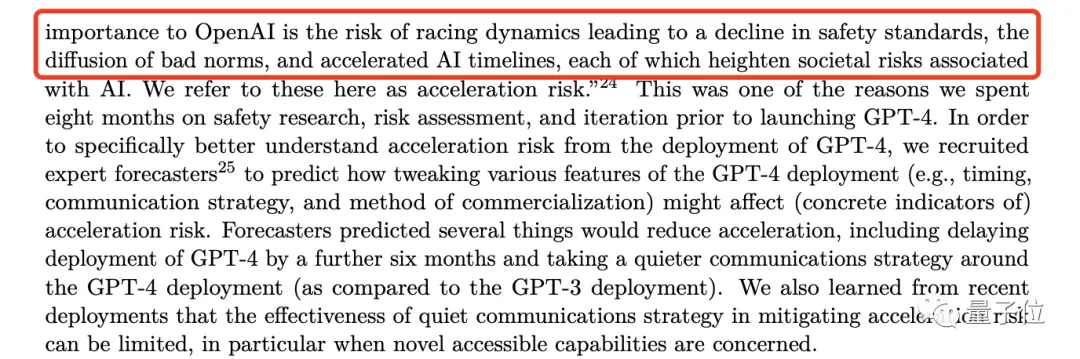 importance to OpenAI is the risk of racing dynamics leading to a decline in safety standards, the
diffusion of bad norms, and accelerated AI timelines, each of which heighten societal risks associated
with AI. We refer to these here as acceleration risk.”24 This was one of the reasons we spent
eight months on safety research, risk assessment, and iteration prior to launching GPT-4. In order
to specifically better understand acceleration risk from the deployment of GPT-4, we recruited
expert forecasters25 to predict how tweaking various features of the GPT-4 deployment (e.g., timing,
communication strategy, and method of commercialization) might affect (concrete indicators of)
acceleration risk. Forecasters predicted several things would reduce acceleration, including delaying
deployment of GPT-4 by a further six months and taking a quieter communications strategy around
the GPT-4 deployment (as compared to the GPT-3 deployment). We also learned from recent
deployments that the effectiveness of quiet communications strategy in mitigating acceleration risk
can be limited, in particular when novel accessible capabilities are concerned.
量子位